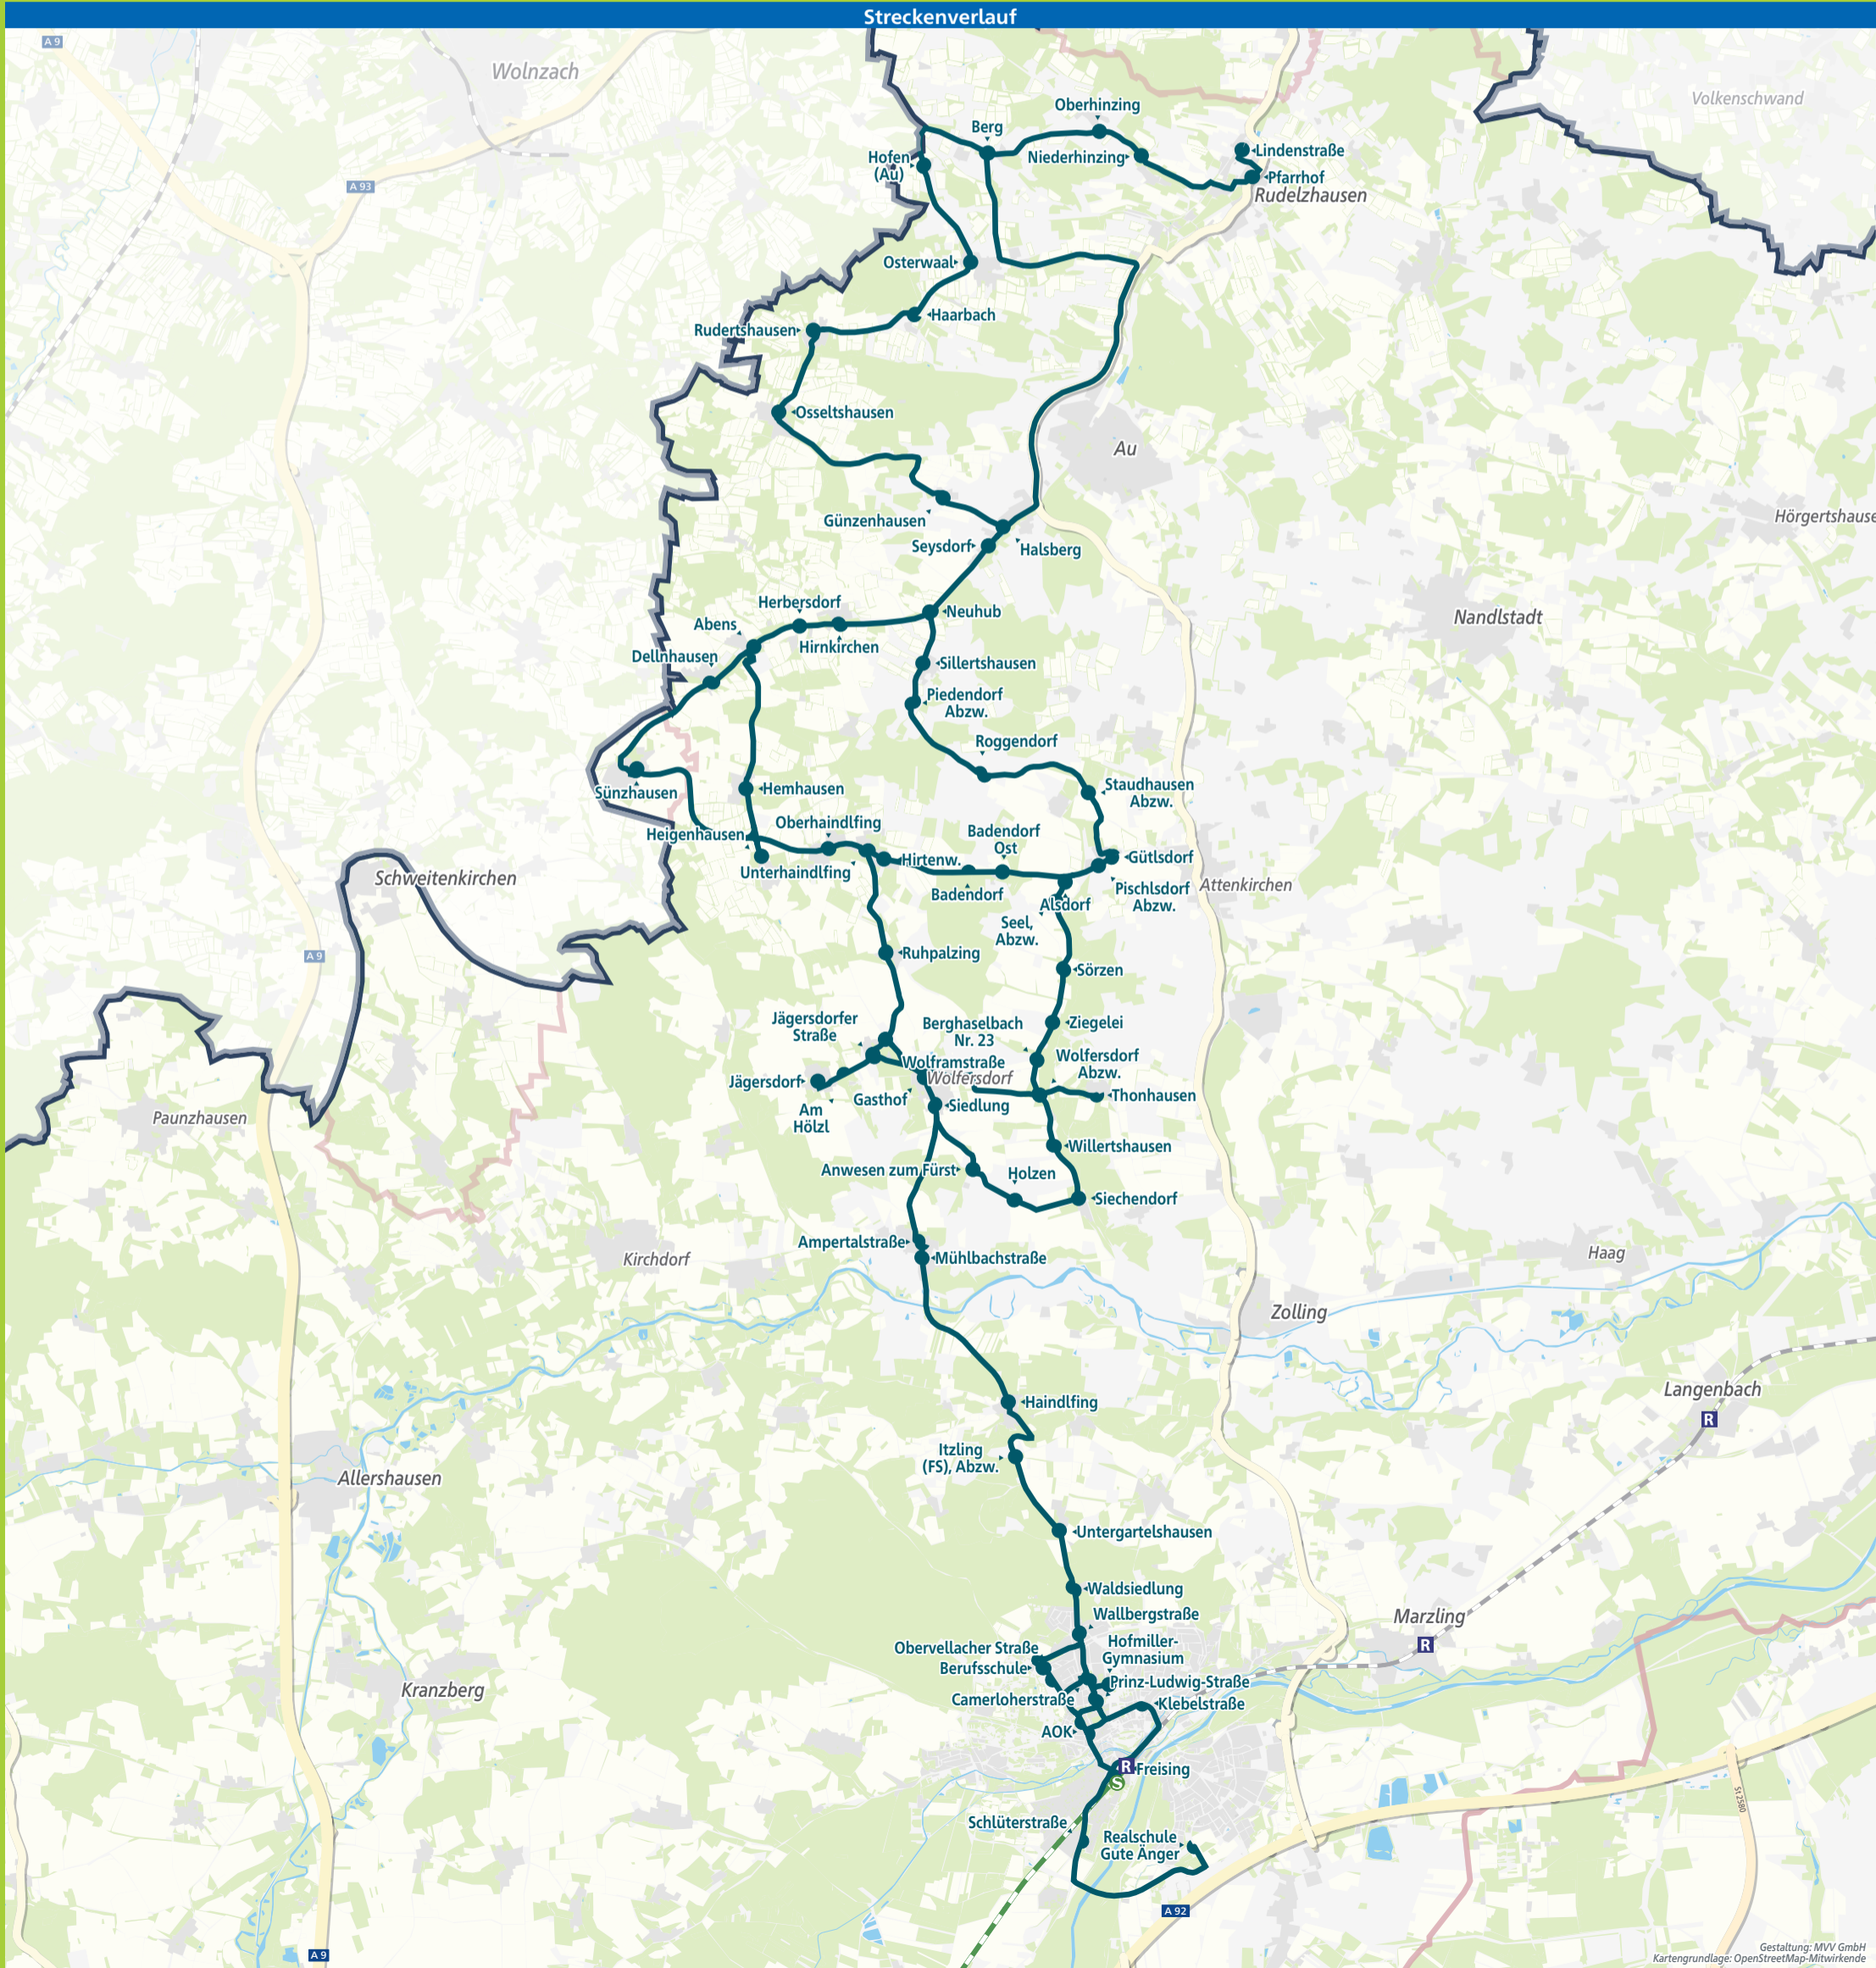 Streckenverlauf
A 9
Wolnzach
Volkenschwand
Oberhinzing
Berg
Hofen
(Au)
Niederhinzing
Lindenstraße
Pfarrhof
A 93
Rudelzhausen
Osterwaal
Haarbach
Rudertshausen
Osseltshausen
Au
Günzenhausen
Hörgertshause
Seysdorf
Halsberg
Herbersdorf
Neuhub
Nandlstadt
Abens
Hirnkirchen
Dellnhausen
Sillertshausen
Piedendorf
Abzw.
Roggendorf
Sünzhausen
Hemhausen
Staudhausen
Abzw.
Heigenhausen
Oberhaindlfing
Badendorf
Ost
Hirtenw.
Gütlsdorf
Unterhaindlfing
Schweitenkirchen
Badendorf
Alsdorf
Pischlsdorf
Abzw.
Attenkirchen
Seel,
Abzw.
A 9
Ruhpalzing
Sörzen
Jägersdorfer
Straße
Berghaselbach
Nr. 23
Ziegelei
Wolframstraße
Wolfersdorf
Wolfersdorf
Abzw.
Jägersdorf
Gasthof
Siedlung
Thonhausen
Am
Hölzl
Paunzhausen
Willertshausen
Anwesen zum Fürst
Holzen
Siechendorf
Ampertalstraße
Mühlbachstraße
Kirchdorf
Haag
Zolling
Haindlfing
Langenbach
R
Itzling
(FS), Abzw.
Allershausen
Untergartelshausen
Waldsiedlung
Wallbergstraße
Marzling
R
Obervellacher Straße
Hofmiller-
Gymnasium
Berufsschule
Prinz-Ludwig-Straße
Kranzberg
Camerloherstraße
Klebelstraße
AOK
R
Freising
S
St 2580
Schlüterstraße
Realschule
Gute Änger
A 92
A 9
Gestaltung: MVV GmbH
Kartengrundlage: OpenStreetMap-Mitwirkende